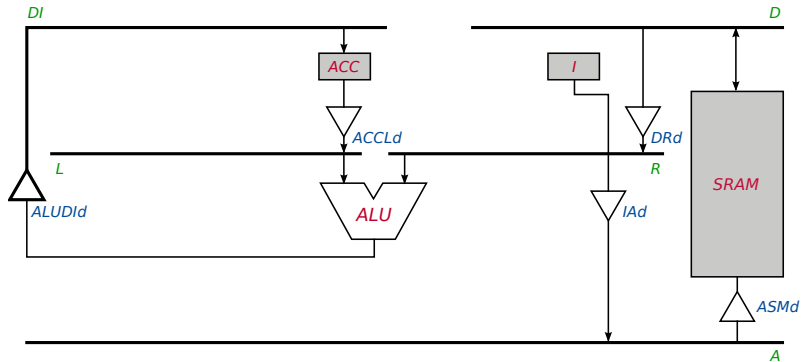 DI
D
ACC
I
ACCLd
DRd
L
R
SRAM
ALUDId
ALU
IAd
ASMd
A